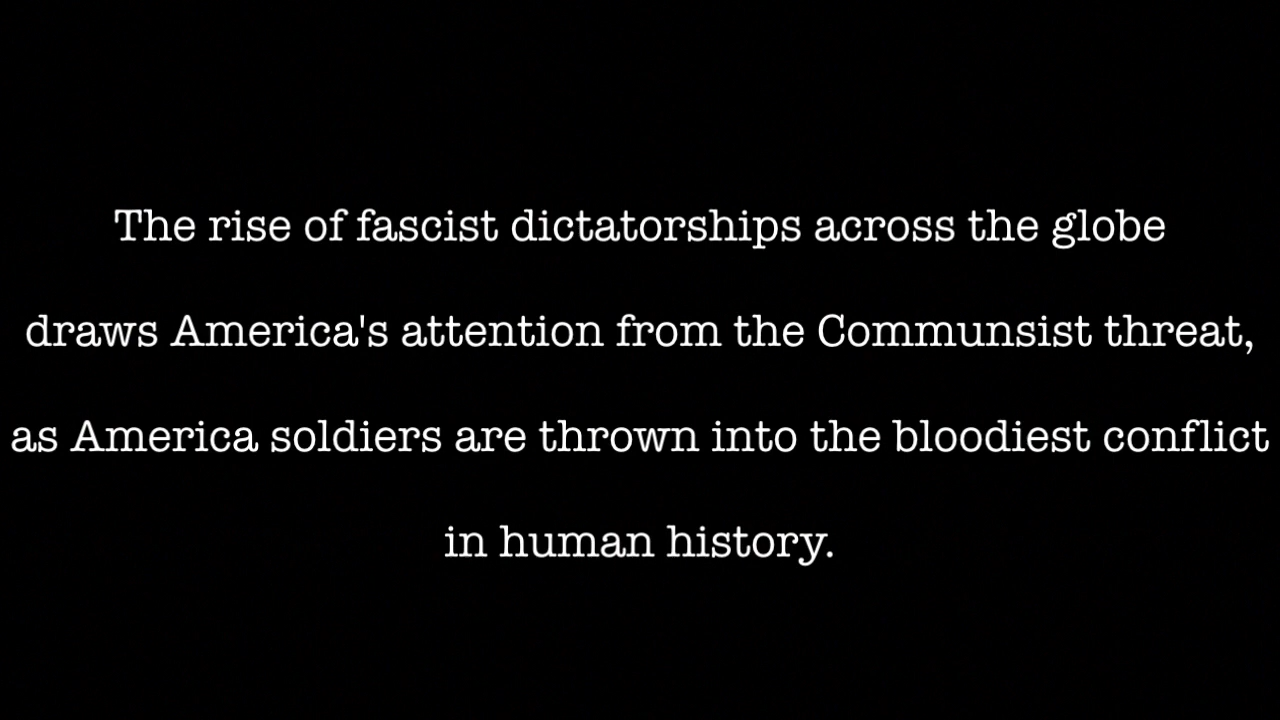 The rise of fascist dictatorships across the globe
draws America's attention from the Communsist threat,
as America soldiers are thrown into the bloodiest conflict
in human history.